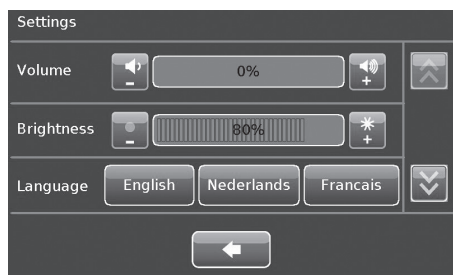 Settings
Volume - 0% +
Brightness - 80% +
Language English Nederlands Francais